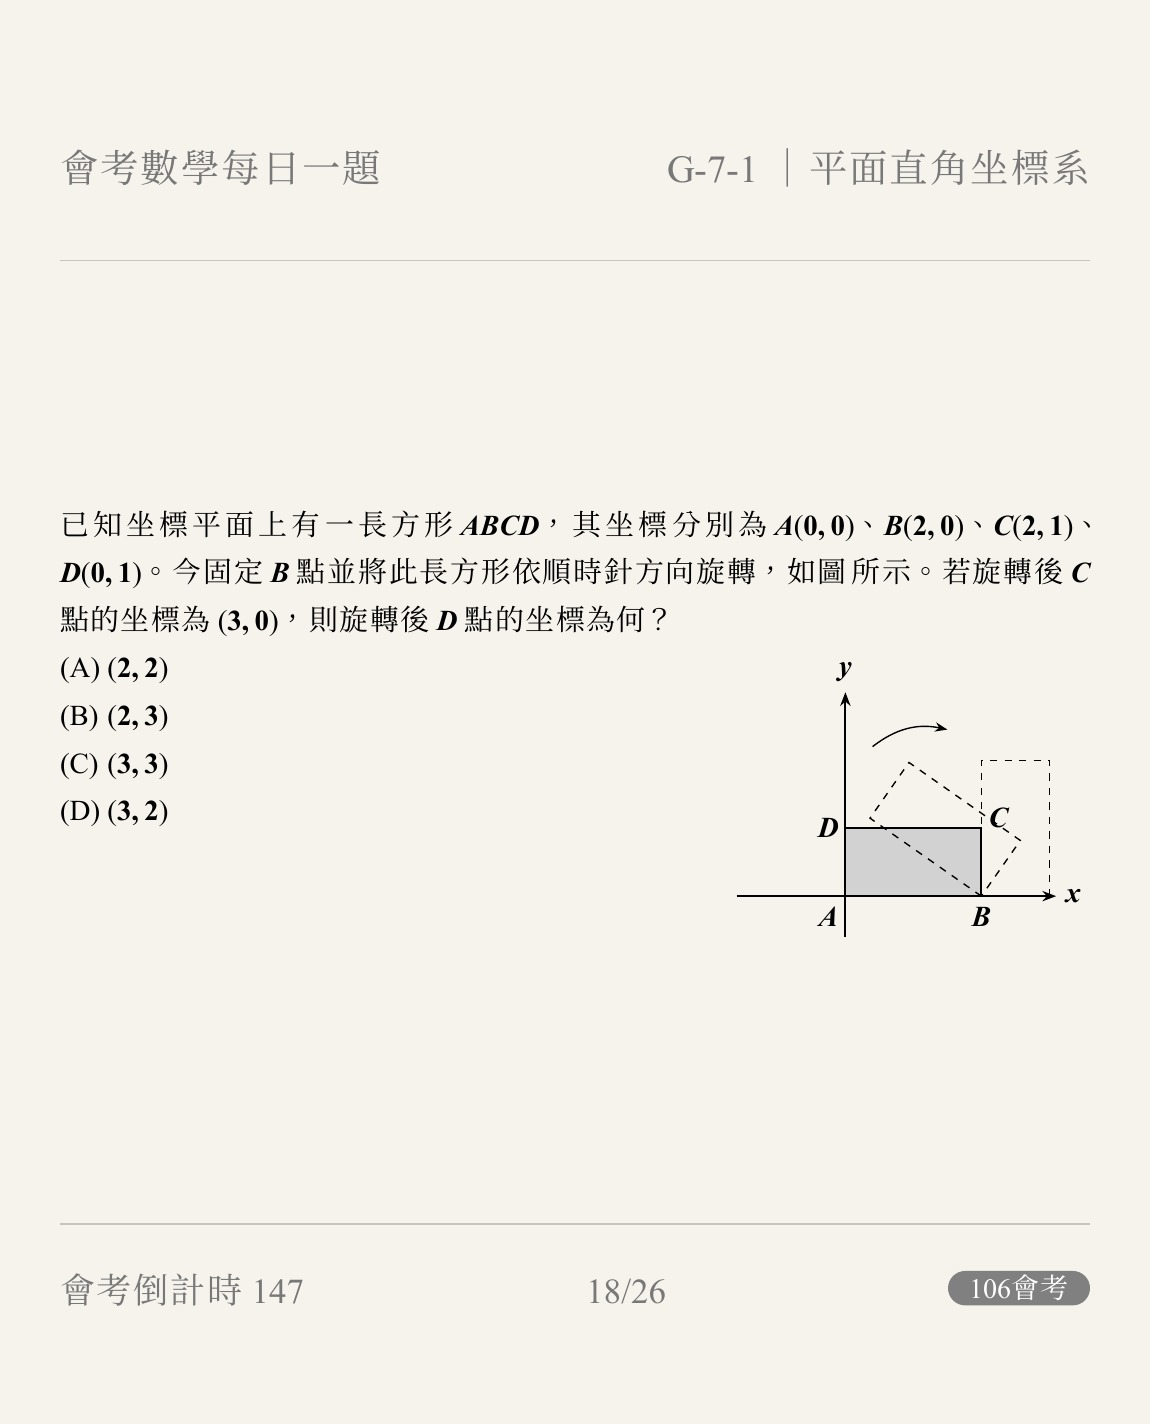 會考數學每日一題
G-7-1｜平面直角坐標系
已知坐標平面上有一長方形 ABCD，其坐標分別為 A(0, 0)、B(2, 0)、C(2, 1)、
D(0, 1)。今固定 B 點並將此長方形依順時針方向旋轉，如圖所示。若旋轉後 C
點的坐標為 (3, 0)，則旋轉後 D 點的坐標為何？
(A) (2, 2)
(B) (2, 3)
(C) (3, 3)
(D) (3, 2)
y
D
C
A
B
x
會考倒計時 147
18/26
106會考